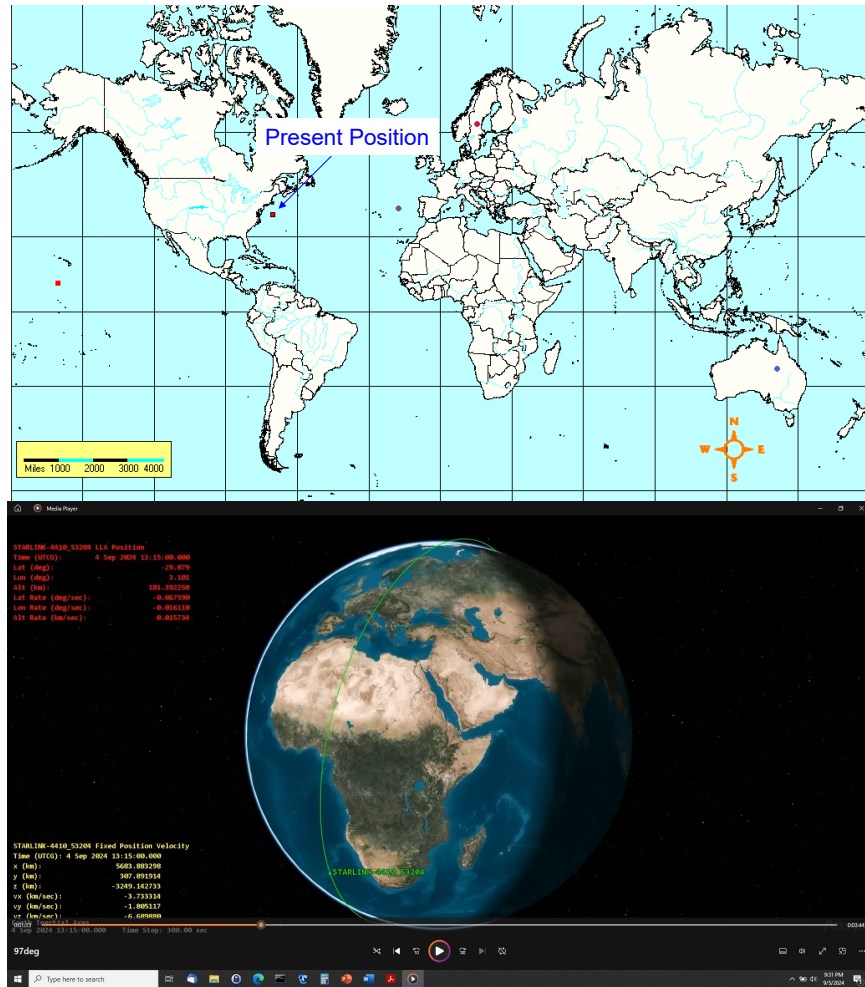 Present Position
N
W
E
S
Miles 1000 2000 3000 4000
Media Player
STARLINK-4410_53204 LLA Position
Time (UTCG): 4 Sep 2024 13:15:00.000
Lat (deg): -29.879
Lon (deg): 3.101
Alt (km): 181.392258
Lat Rate (deg/sec): -0.067590
Lon Rate (deg/sec): -0.016110
Alt Rate (km/sec): 0.015734
STARLINK-4410_53204
STARLINK-4410_53204 Fixed Position Velocity
Time (UTCG): 4 Sep 2024 13:15:00.000
x (km): 5683.883298
y (km): 307.891914
z (km): -3249.142733
vx (km/sec): -3.733314
vy (km/sec): -1.805117
vz (km/sec): -6.689880
Inertial Axes
4 Sep 2024 13:15:00.000 Time Step: 300.00 sec
0:03:44
97deg
Type here to search
9:31 PM
9/5/2024